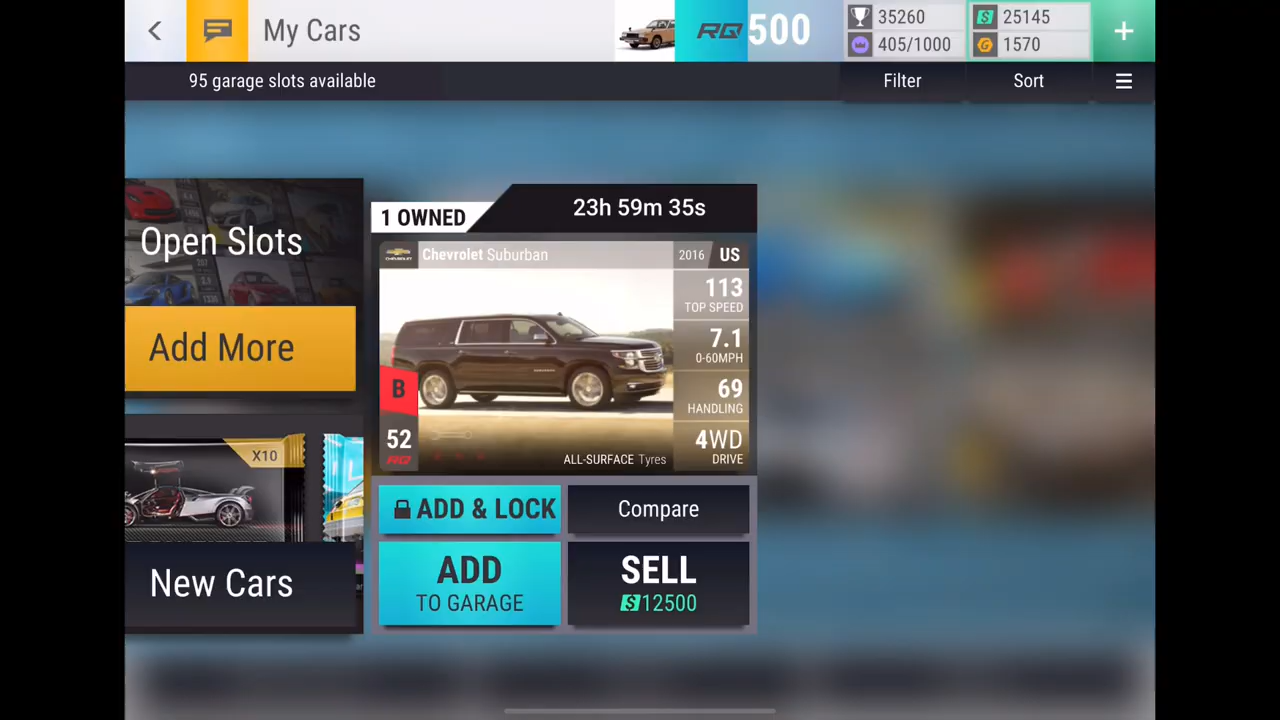 My Cars
RQ 500
35260
405/1000
25145
1570
+
95 garage slots available
Filter
Sort
Open Slots
Add More
X10
New Cars
1 OWNED
23h 59m 35s
CHEVROLET
Chevrolet Suburban
2016
US
113
TOP SPEED
7.1
0-60MPH
69
HANDLING
4WD
DRIVE
B
52
RQ
ALL-SURFACE Tyres
ADD & LOCK
Compare
ADD
TO GARAGE
SELL
12500